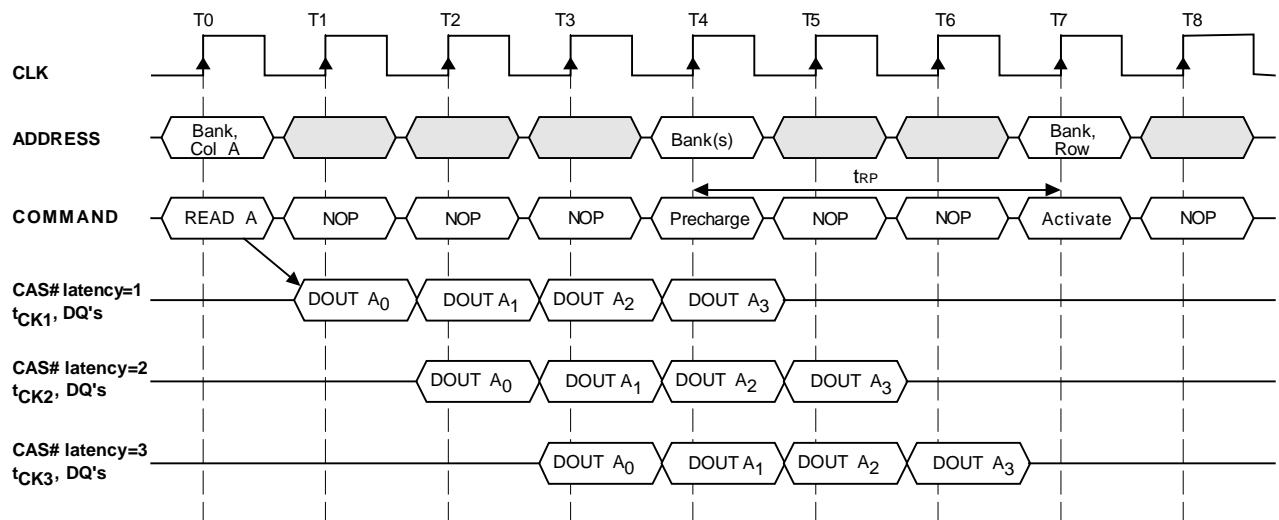 T0 T1 T2 T3 T4 T5 T6 T7 T8
CLK
ADDRESS
Bank,
Col A
Bank(s)
Bank,
Row
tRP
COMMAND READ A NOP NOP NOP Precharge NOP NOP Activate NOP
CAS# latency=1
tCK1, DQ's
DOUT A0 DOUT A1 DOUT A2 DOUT A3
CAS# latency=2
tCK2, DQ's
DOUT A0 DOUT A1 DOUT A2 DOUT A3
CAS# latency=3
tCK3, DQ's
DOUT A0 DOUT A1 DOUT A2 DOUT A3